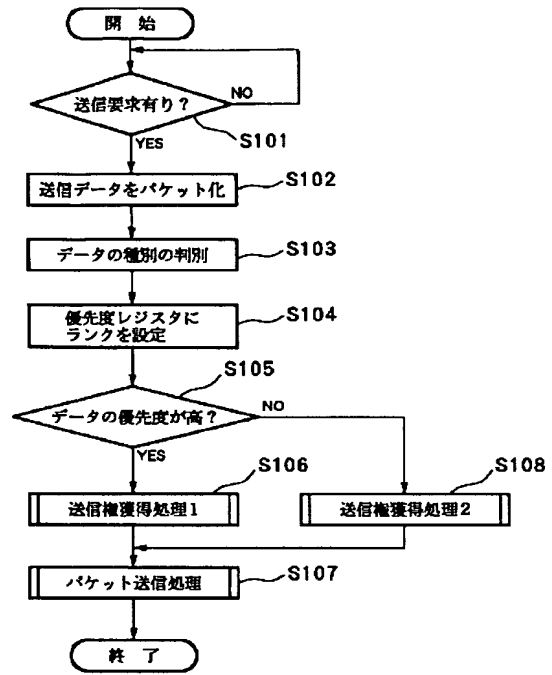 開 始
送信要求有り？
NO
S101
YES
送信データをパケット化
S102
データの種別の判別
S103
優先度レジスタに
ランクを設定
S104
S105
データの優先度が高？
NO
YES
S106
送信権獲得処理1
S108
送信権獲得処理2
パケット送信処理
S107
終 了